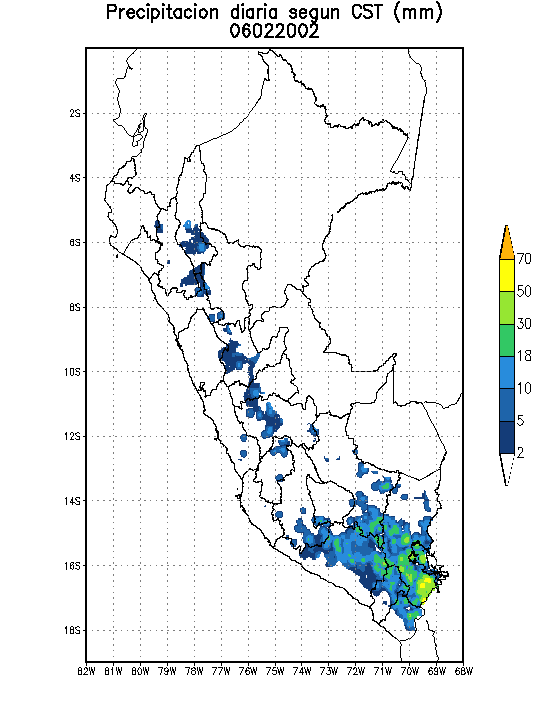 Precipitacion diaria segun CST (mm)
06022002
2S
4S
6S
8S
10S
12S
14S
16S
18S
82W 81W 80W 79W 78W 77W 76W 75W 74W 73W 72W 71W 70W 69W 68W
70
50
30
18
10
5
2